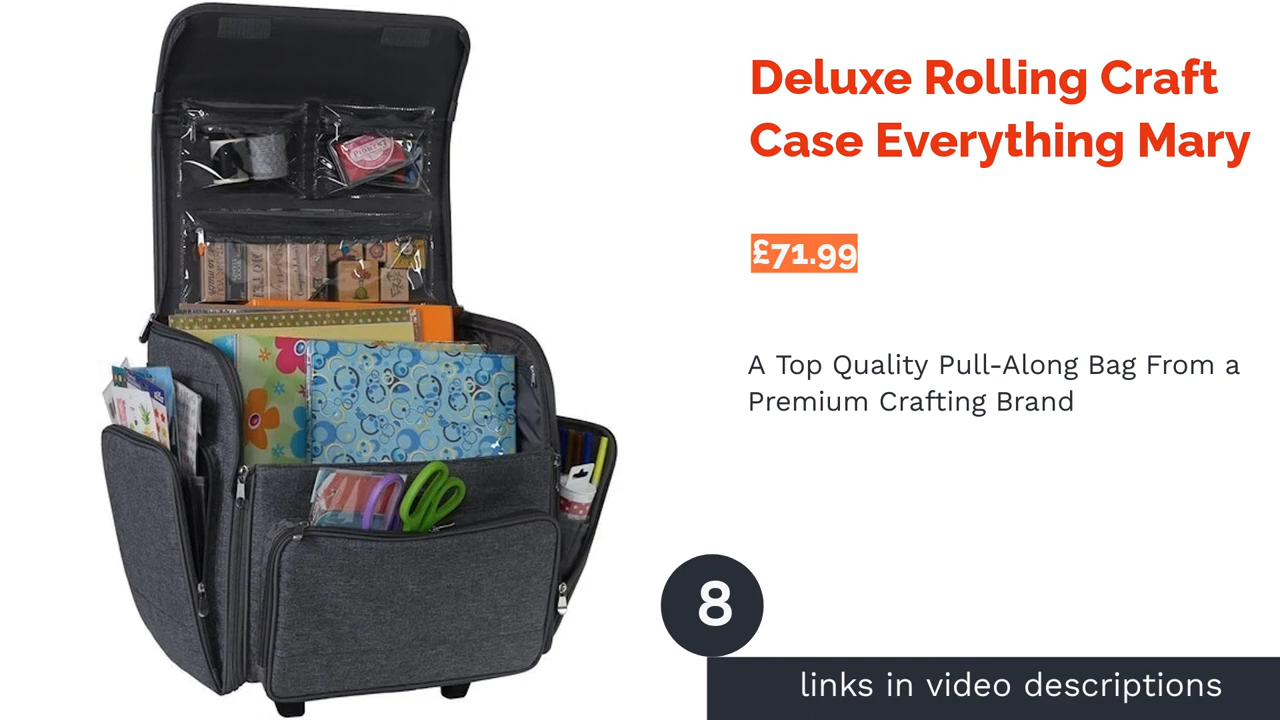 Deluxe Rolling Craft
Case Everything Mary
£71.99
A Top Quality Pull-Along Bag From a
Premium Crafting Brand
8
links in video descriptions